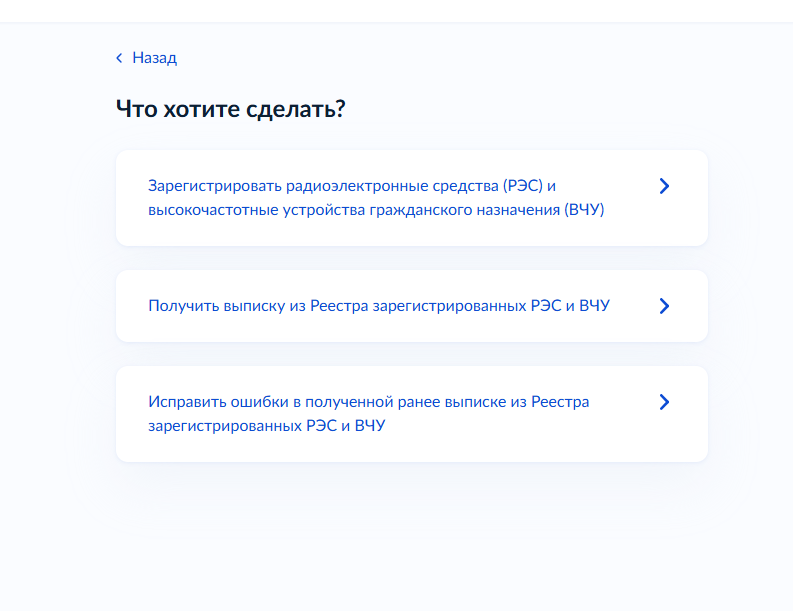 Назад
Что хотите сделать?
Зарегистрировать радиоэлектронные средства (РЭС) и
высокочастотные устройства гражданского назначения (ВЧУ)
Получить выписку из Реестра зарегистрированных РЭС и ВЧУ
Исправить ошибки в полученной ранее выписке из Реестра
зарегистрированных РЭС и ВЧУ